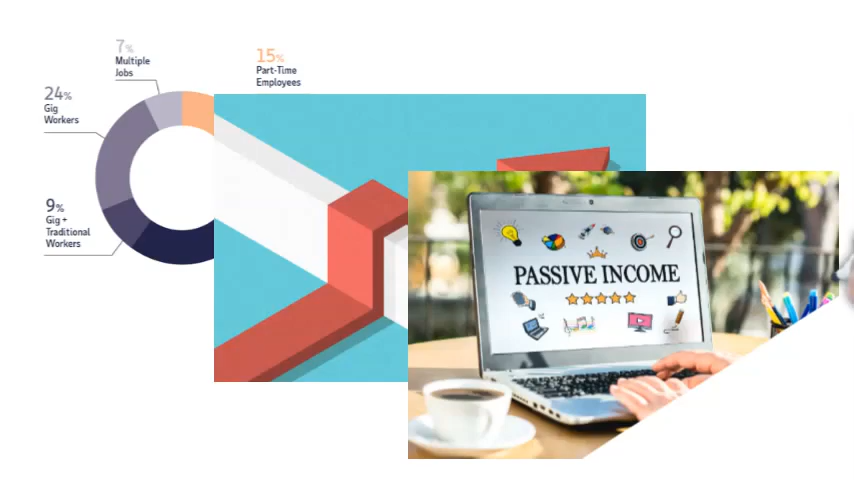 7%
Multiple
Jobs
15%
Part-Time
Employees
24%
Gig
Workers
9%
Gig +
Traditional
Workers
PASSIVE INCOME